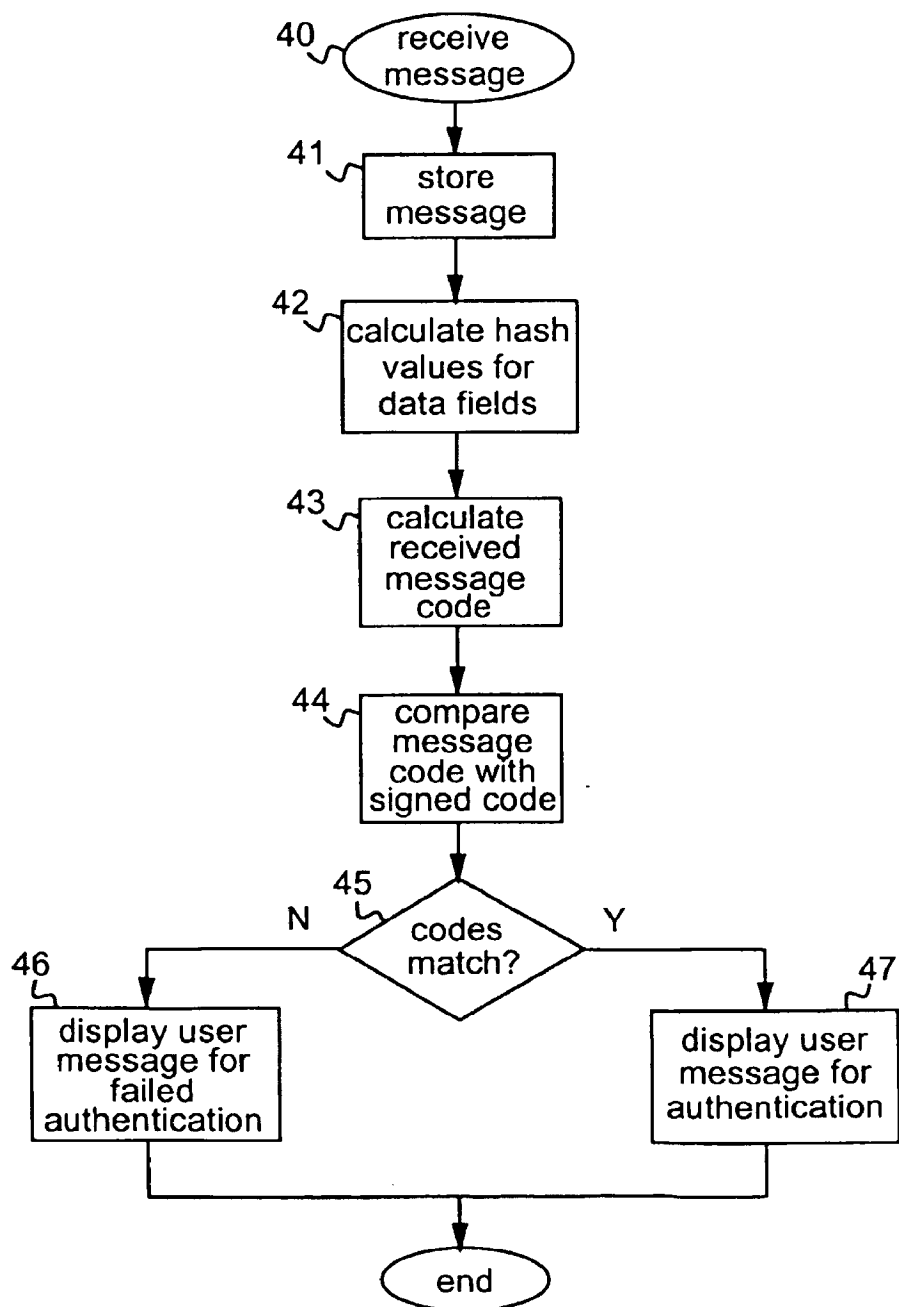 40
receive
message
41
store
message
42
calculate hash
values for
data fields
43
calculate
received
message
code
44
compare
message
code with
signed code
45
N
codes
match?
Y
46
display user
message for
failed
authentication
47
display user
message for
authentication
end